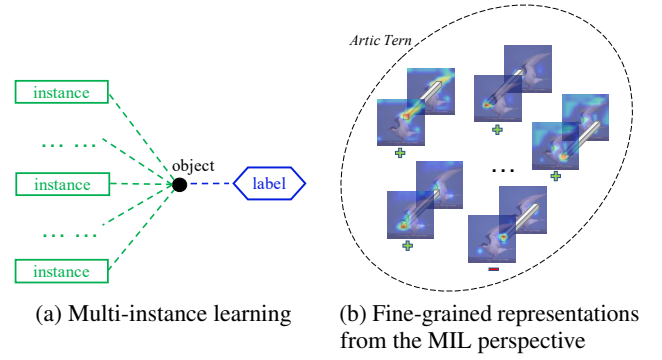 instance
... ...
object
instance
label
... ...
instance
(a) Multi-instance learning
Artic Tern
...
(b) Fine-grained representations
from the MIL perspective